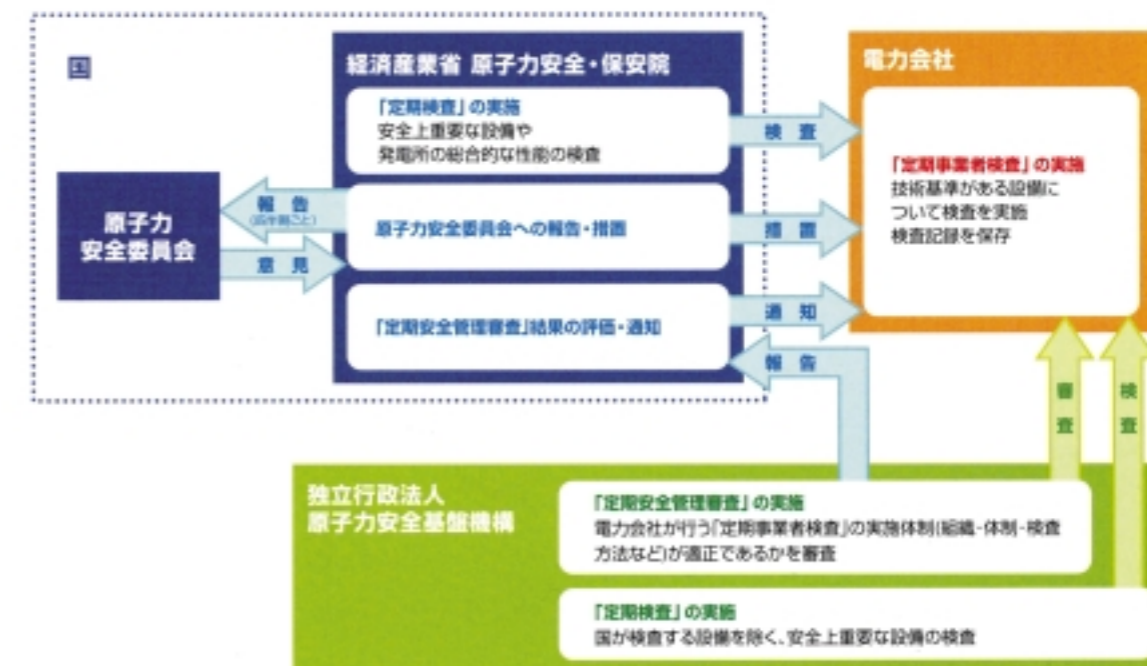 国
経済産業省 原子力安全・保安院
「定期検査」の実施
安全上重要な設備や
発電所の総合的な性能の検査
検査
電力会社
「定期事業者検査」の実施
技術基準がある設備に
ついて検査を実施
検査記録を保存
原子力
安全委員会
報告
(四半期ごと)
意見
原子力安全委員会への報告・措置
措置
「定期安全管理審査」結果の評価・通知
通知
報告
審査
検査
独立行政法人
原子力安全基盤機構
「定期安全管理審査」の実施
電力会社が行う「定期事業者検査」の実施体制(組織・体制・検査
方法など)が適正であるかを審査
「定期検査」の実施
国が検査する設備を除く、安全上重要な設備の検査